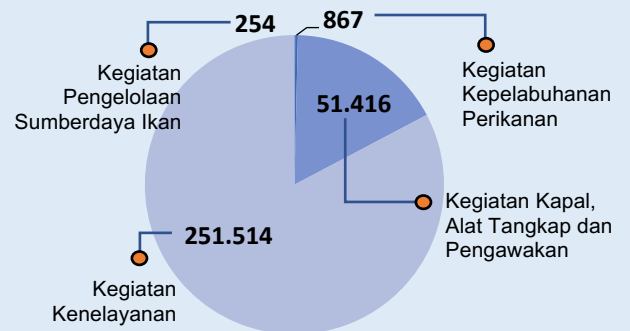 254
867
Kegiatan
Pengelolaan
Sumberdaya Ikan
Kegiatan
Kepelabuhanan
Perikanan
51.416
Kegiatan Kapal,
Alat Tangkap dan
Pengawakan
251.514
Kegiatan
Kenelayanan